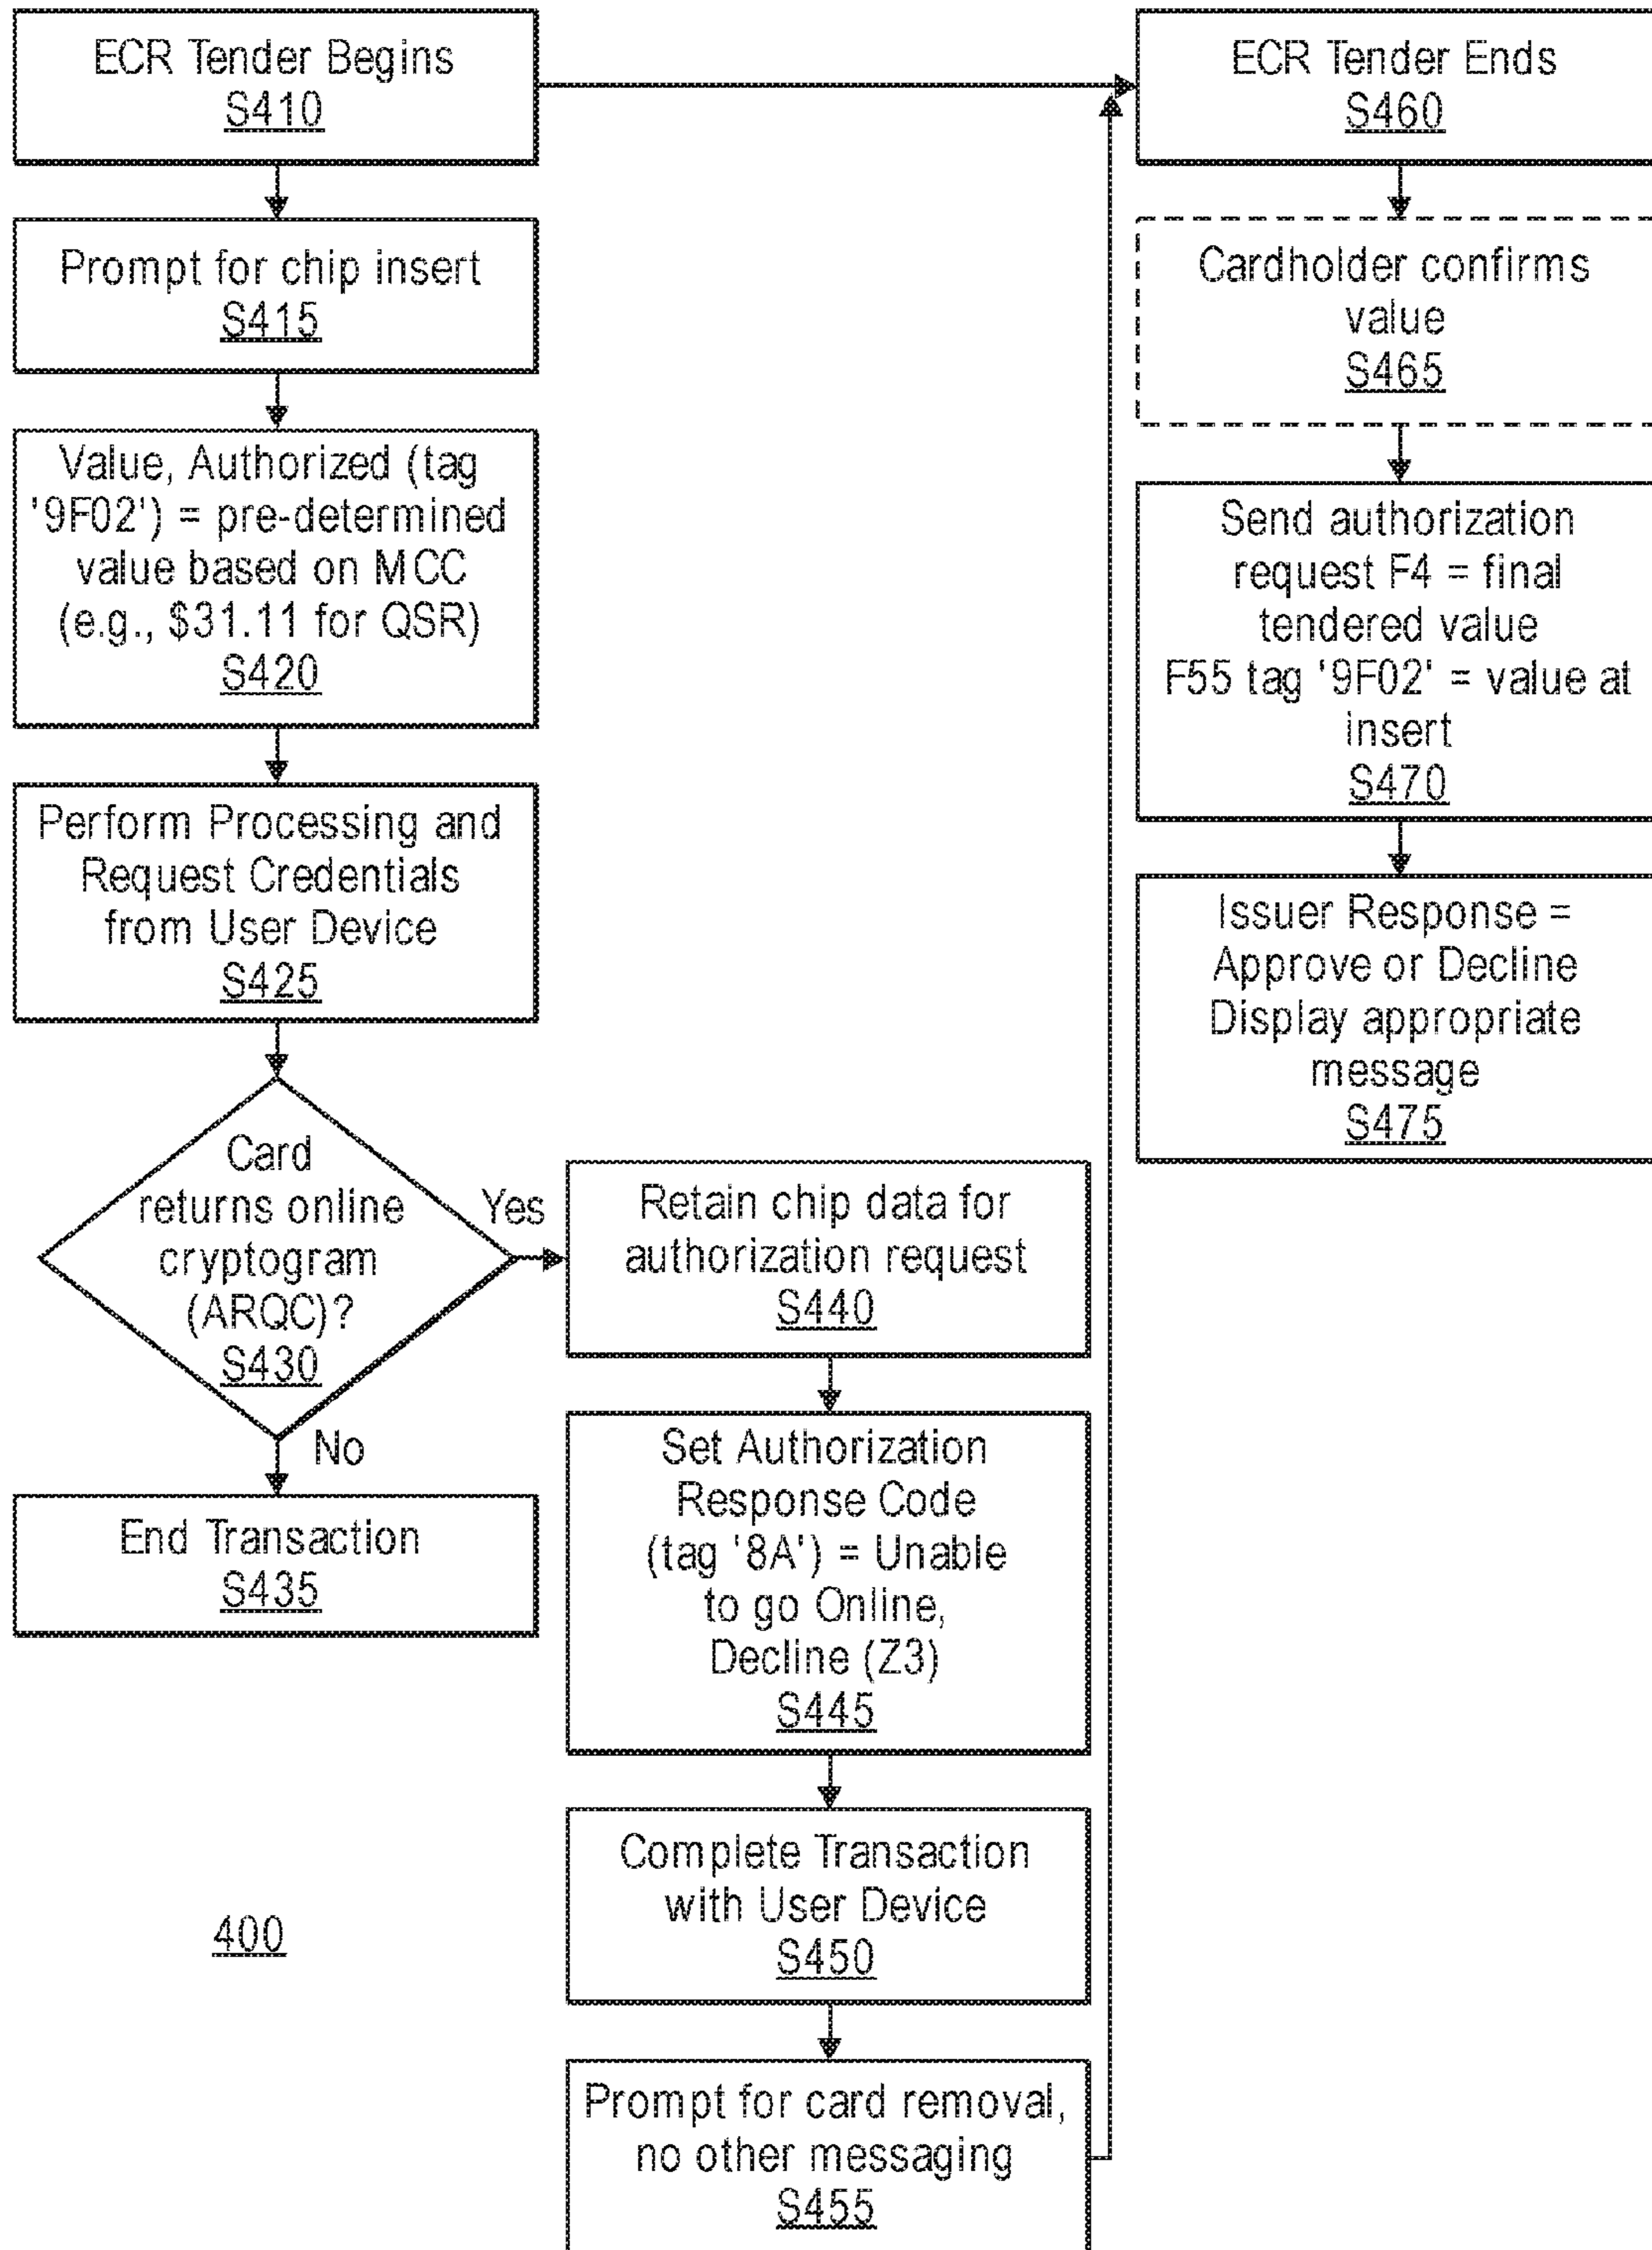 ECR Tender Begins
S410
Prompt for chip insert
S415
Value, Authorized (tag
'9F02') = pre-determined
value based on MCC
(e.g., $31.11 for QSR)
S420
Perform Processing and
Request Credentials
from User Device
S425
Card
returns online
cryptogram
(ARQC)?
S430
Yes
No
End Transaction
S435
Retain chip data for
authorization request
S440
Set Authorization
Response Code
(tag '8A') = Unable
to go Online,
Decline (Z3)
S445
Complete Transaction
with User Device
S450
Prompt for card removal,
no other messaging
S455
ECR Tender Ends
S460
Cardholder confirms
value
S465
Send authorization
request F4 = final
tendered value
F55 tag '9F02' = value at
insert
S470
Issuer Response =
Approve or Decline
Display appropriate
message
S475
400